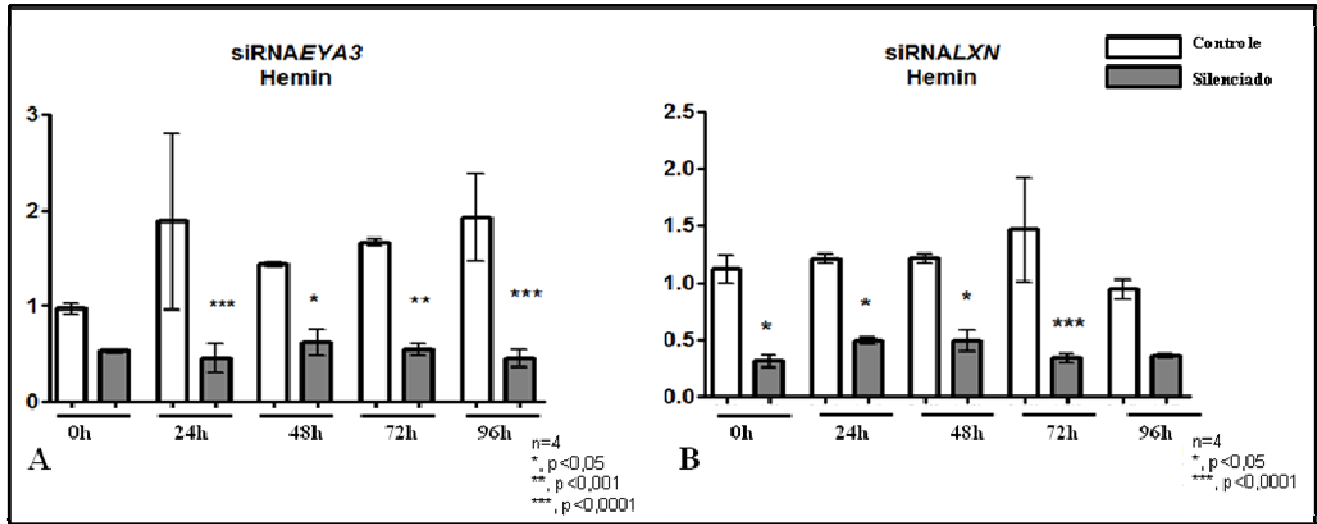 siRNAEYA3
Hemin
3
2
1
0
***
*
**
***
0h
24h
48h
72h
96h
A
n=4
*, p<0,05
**, p<0,001
***, p<0,0001
siRNALXN
Hemin
Controle
Silenciado
2.5
2.0
1.5
1.0
0.5
0.0
*
*
*
***
0h
24h
48h
72h
96h
B
n=4
*, p<0,05
***, p<0,0001